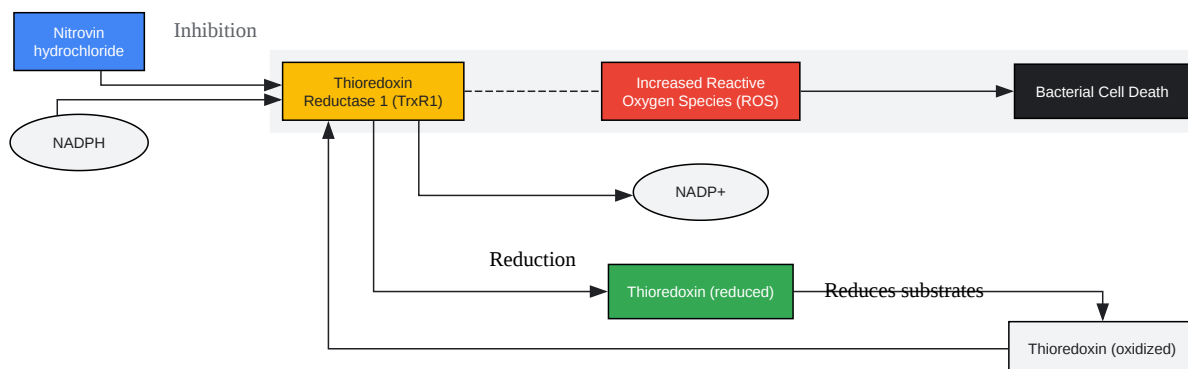 Nitrovin
hydrochloride
Inhibition
Thioredoxin
Reductase 1 (TrxR1)
Increased Reactive
Oxygen Species (ROS)
Bacterial Cell Death
NADPH
NADP+
Reduction
Thioredoxin (reduced)
Reduces substrates
Thioredoxin (oxidized)